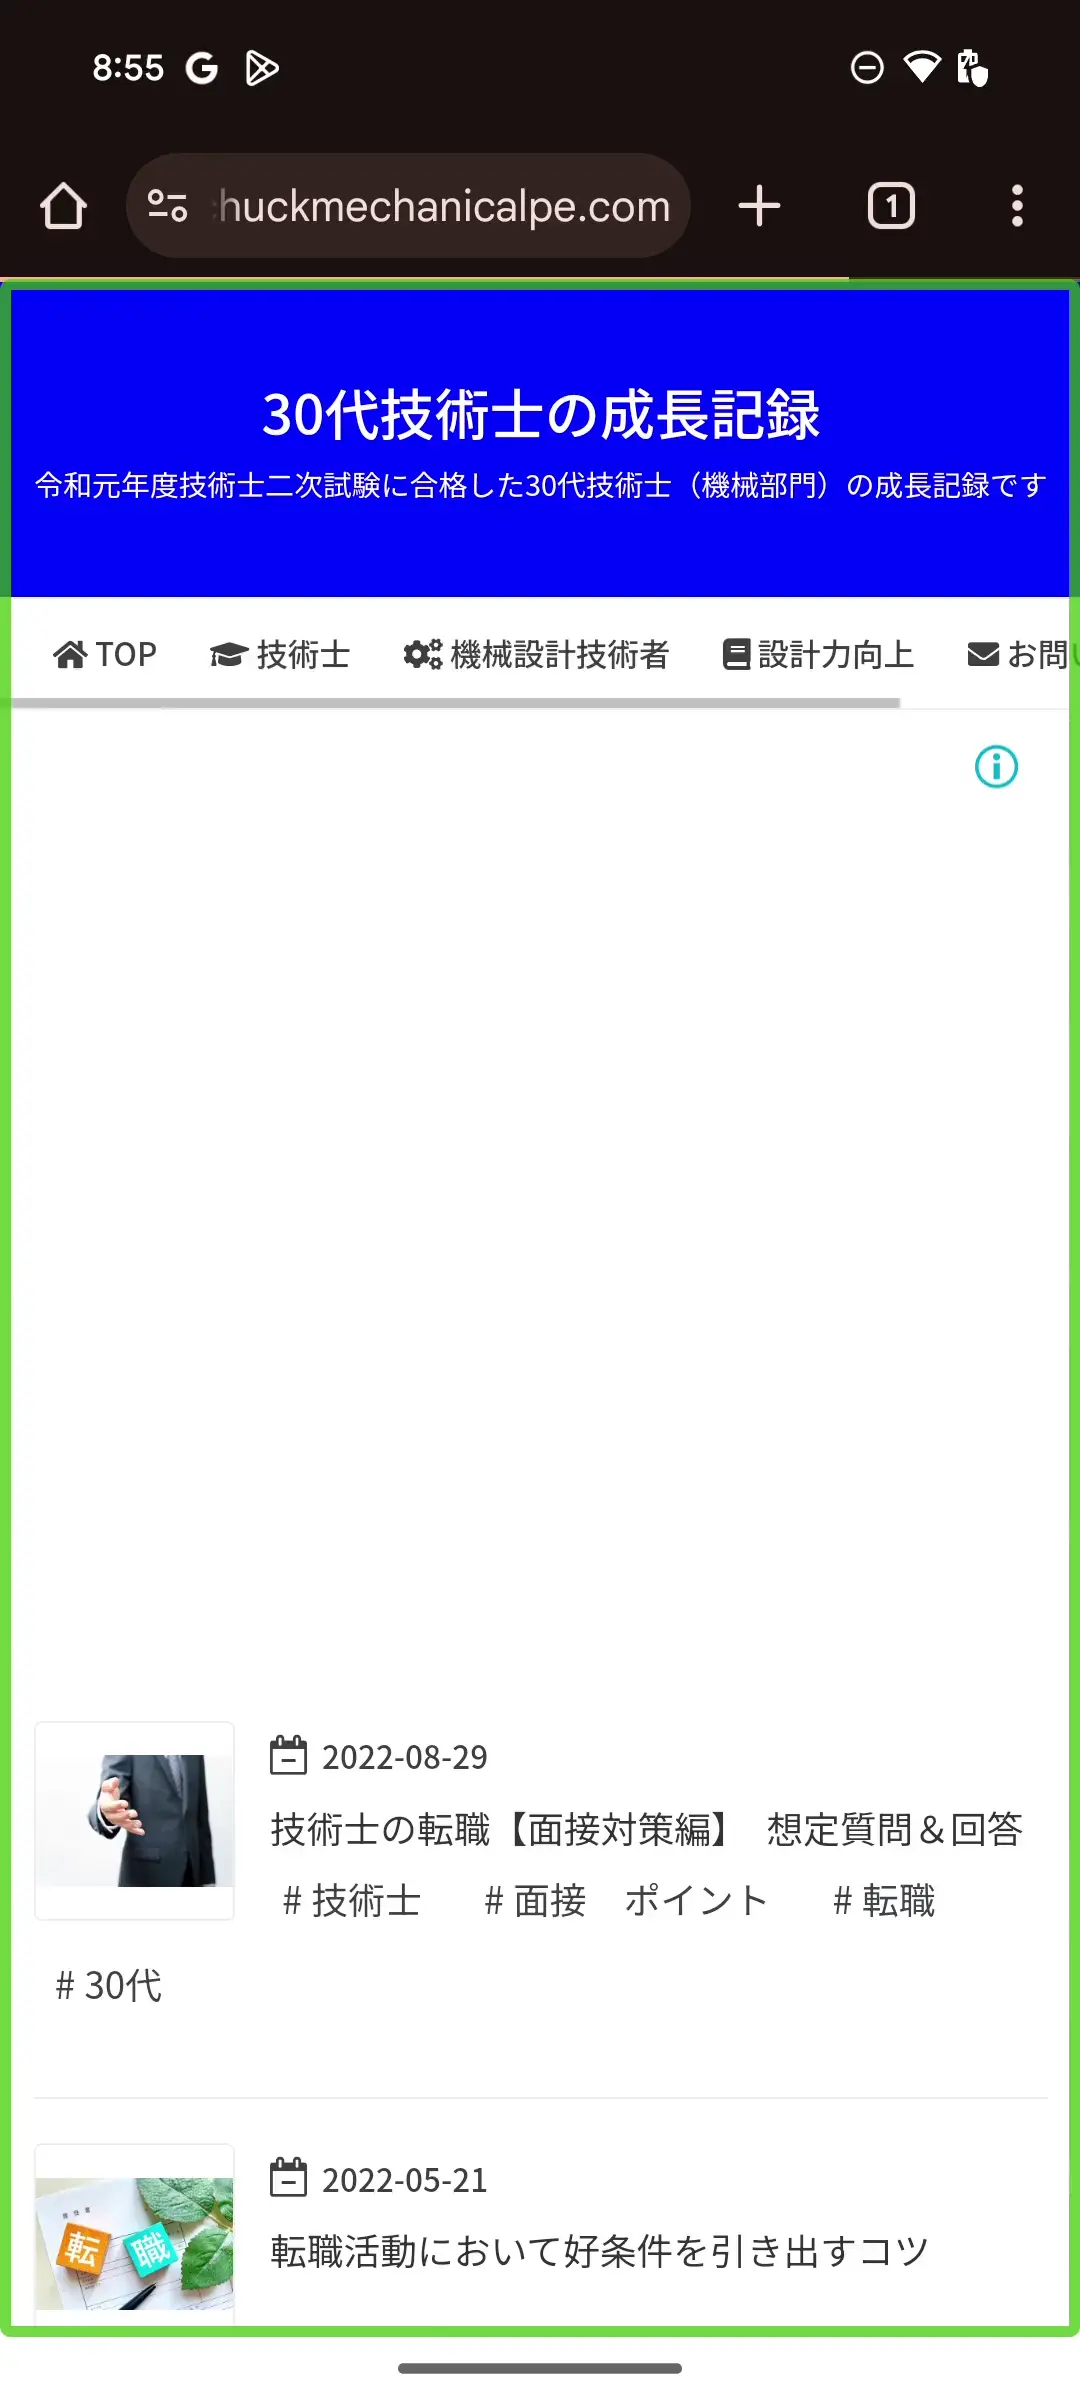 8:55
huckmechanicalpe.com
1
30代技術士の成長記録
令和元年度技術士二次試験に合格した30代技術士（機械部門）の成長記録です
TOP 技術士 機械設計技術者 設計力向上 お問い
2022-08-29
技術士の転職【面接対策編】 想定質問＆回答
# 技術士 # 面接 ポイント # 転職
# 30代
2022-05-21
転職活動において好条件を引き出すコツ
転 職